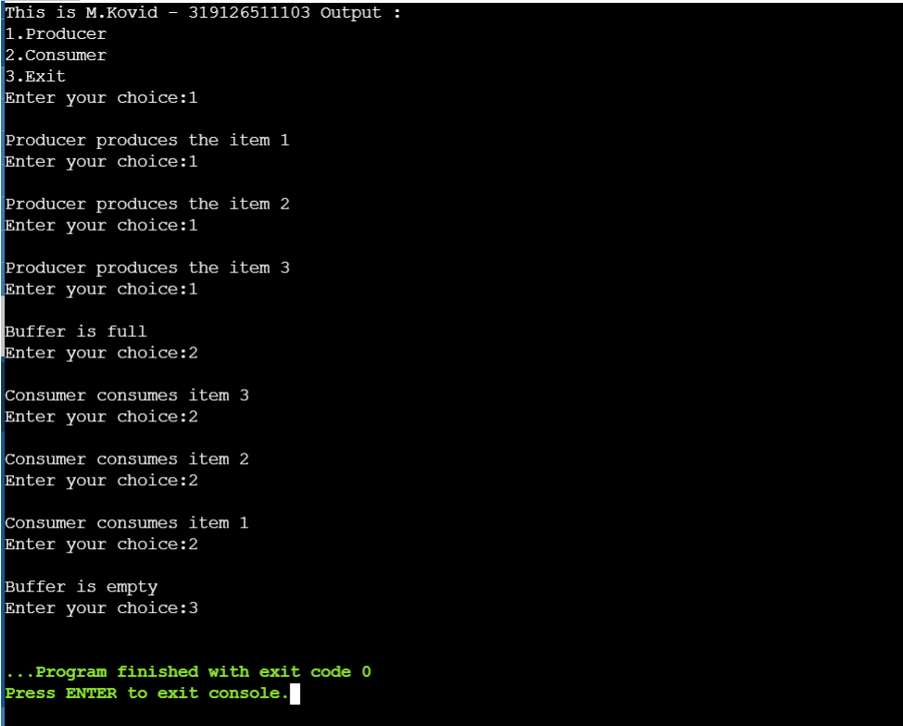 This is M.Kovid - 319126511103 Output :
1.Producer
2.Consumer
3.Exit
Enter your choice:1
Producer produces the item 1
Enter your choice:1
Producer produces the item 2
Enter your choice:1
Producer produces the item 3
Enter your choice:1
Buffer is full
Enter your choice:2
Consumer consumes item 3
Enter your choice:2
Consumer consumes item 2
Enter your choice:2
Consumer consumes item 1
Enter your choice:2
Buffer is empty
Enter your choice:3
...Program finished with exit code 0
Press ENTER to exit console.